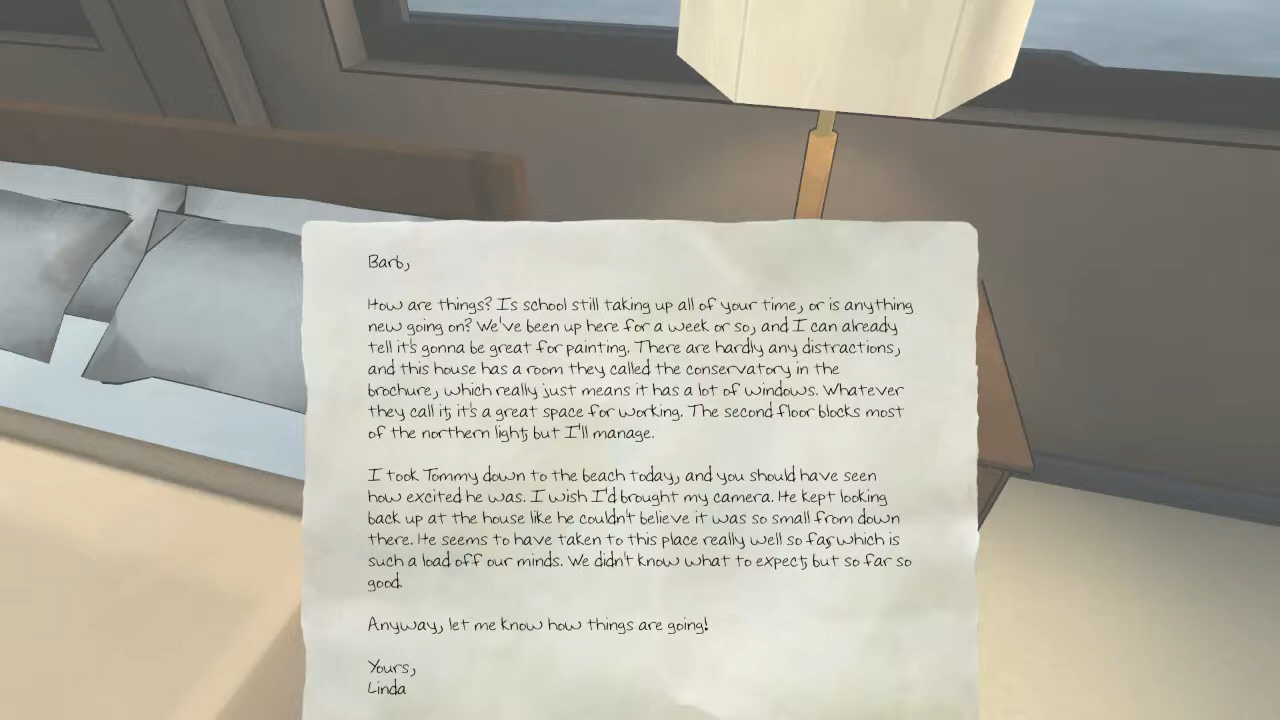 Barb,
How are things? Is school still taking up all of your time, or is anything
new going on? We've been up here for a week or so, and I can already
tell it's gonna be great for painting. There are hardly any distractions,
and this house has a room they called the conservatory in the
brochure, which really just means it has a lot of windows. Whatever
they call it, it's a great space for working. The second floor blocks most
of the northern light, but I'll manage.
I took Tommy down to the beach today, and you should have seen
how excited he was. I wish I'd brought my camera. He kept looking
back up at the house like he couldn't believe it was so small from down
there. He seems to have taken to this place really well so far, which is
such a load off our minds. We didn't know what to expect, but so far so
good.
Anyway, let me know how things are going!
Yours,
Linda